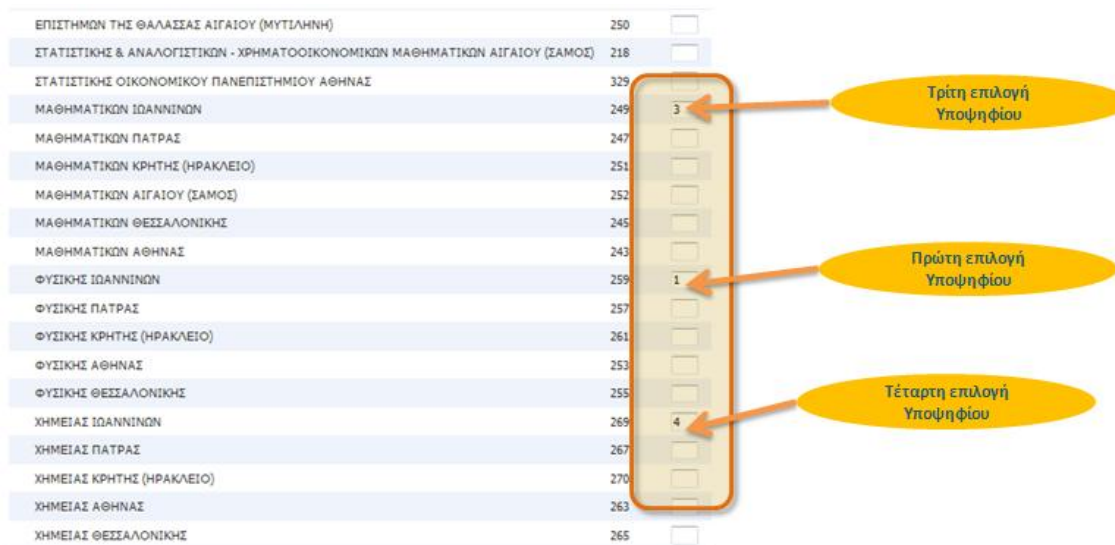 ΕΠΙΣΤΗΜΩΝ ΤΗΣ ΘΑΛΑΣΣΑΣ ΑΙΓΑΙΟΥ (ΜΥΤΙΛΗΝΗ) 250
ΣΤΑΤΙΣΤΙΚΗΣ & ΑΝΑΛΟΓΙΣΤΙΚΩΝ - ΧΡΗΜΑΤΟΟΙΚΟΝΟΜΙΚΩΝ ΜΑΘΗΜΑΤΙΚΩΝ ΑΙΓΑΙΟΥ (ΣΑΜΟΣ) 218
ΣΤΑΤΙΣΤΙΚΗΣ ΟΙΚΟΝΟΜΙΚΟΥ ΠΑΝΕΠΙΣΤΗΜΙΟΥ ΑΘΗΝΑΣ 329
ΜΑΘΗΜΑΤΙΚΩΝ ΙΩΑΝΝΙΝΩΝ 249 3
Τρίτη επιλογή
Υποψηφίου
ΜΑΘΗΜΑΤΙΚΩΝ ΠΑΤΡΑΣ 247
ΜΑΘΗΜΑΤΙΚΩΝ ΚΡΗΤΗΣ (ΗΡΑΚΛΕΙΟ) 251
ΜΑΘΗΜΑΤΙΚΩΝ ΑΙΓΑΙΟΥ (ΣΑΜΟΣ) 252
ΜΑΘΗΜΑΤΙΚΩΝ ΘΕΣΣΑΛΟΝΙΚΗΣ 245
ΜΑΘΗΜΑΤΙΚΩΝ ΑΘΗΝΑΣ 243
ΦΥΣΙΚΗΣ ΙΩΑΝΝΙΝΩΝ 259 1
Πρώτη επιλογή
Υποψηφίου
ΦΥΣΙΚΗΣ ΠΑΤΡΑΣ 257
ΦΥΣΙΚΗΣ ΚΡΗΤΗΣ (ΗΡΑΚΛΕΙΟ) 261
ΦΥΣΙΚΗΣ ΑΘΗΝΑΣ 253
ΦΥΣΙΚΗΣ ΘΕΣΣΑΛΟΝΙΚΗΣ 255
Τέταρτη επιλογή
Υποψηφίου
ΧΗΜΕΙΑΣ ΙΩΑΝΝΙΝΩΝ 269 4
ΧΗΜΕΙΑΣ ΠΑΤΡΑΣ 267
ΧΗΜΕΙΑΣ ΚΡΗΤΗΣ (ΗΡΑΚΛΕΙΟ) 270
ΧΗΜΕΙΑΣ ΑΘΗΝΑΣ 263
ΧΗΜΕΙΑΣ ΘΕΣΣΑΛΟΝΙΚΗΣ 265